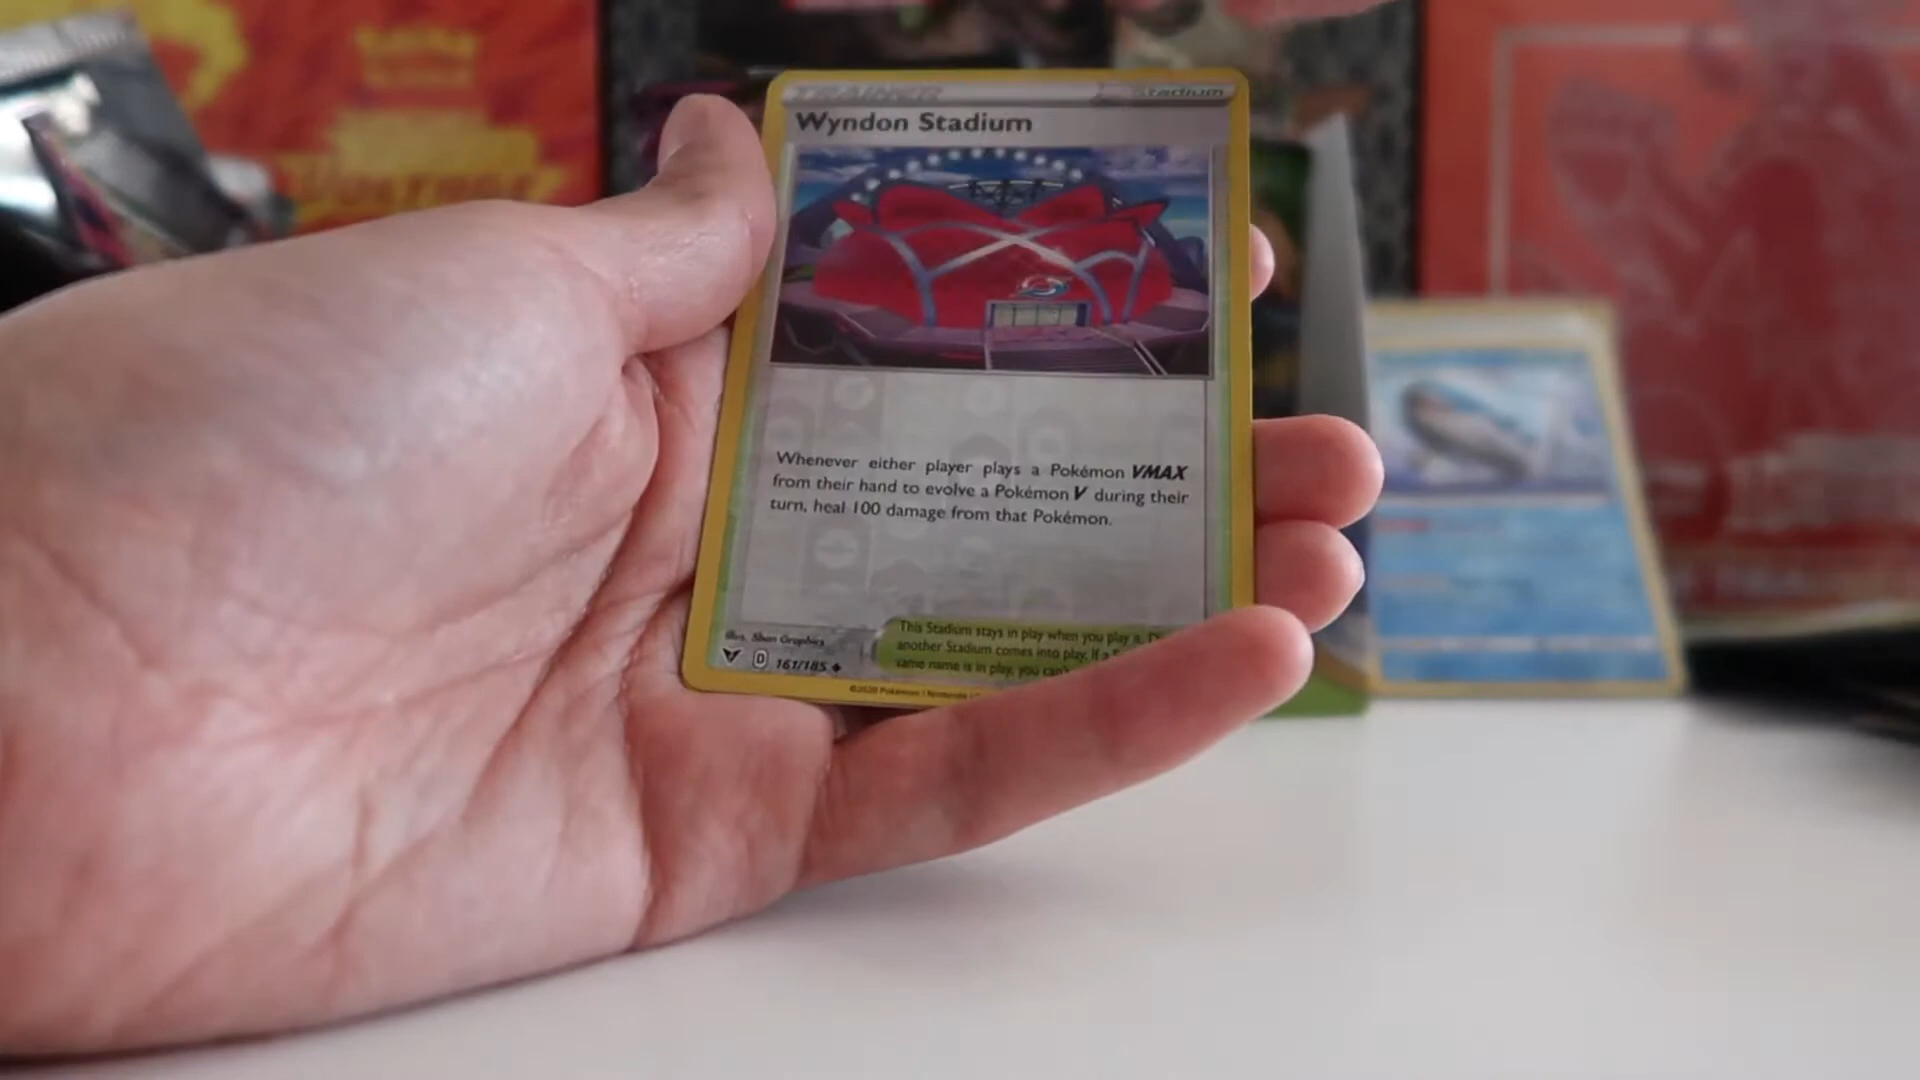 TRAINER Stadium
Wyndon Stadium
Whenever either player plays a Pokémon VMAX
from their hand to evolve a Pokémon V during their
turn, heal 100 damage from that Pokémon.
illus. Shan Graphics
D 161/185
This Stadium stays in play when you play it.
another Stadium comes into play. If a
same name is in play, you can't
©2020 Pokémon / Nintendo